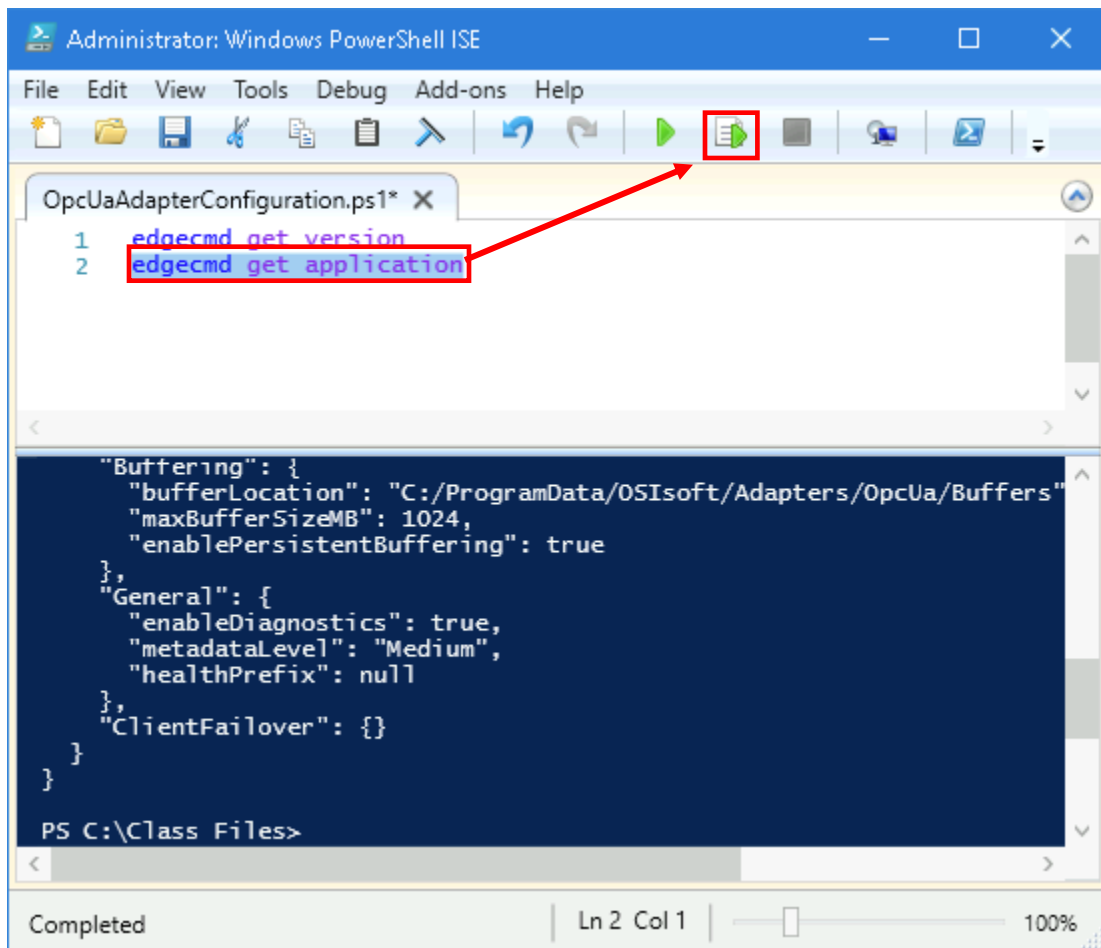 Administrator: Windows PowerShell ISE
File Edit View Tools Debug Add-ons Help
OpcUaAdapterConfiguration.ps1*
1 edgecmd get version
2 edgecmd get application
"Buffering": {
"bufferLocation": "C:/ProgramData/OSIsoft/Adapters/OpcUa/Buffers"
"maxBufferSizeMB": 1024,
"enablePersistentBuffering": true
},
"General": {
"enableDiagnostics": true,
"metadataLevel": "Medium",
"healthPrefix": null
},
"ClientFailover": {}
}
}
PS C:\Class Files>
Completed Ln 2 Col 1 100%